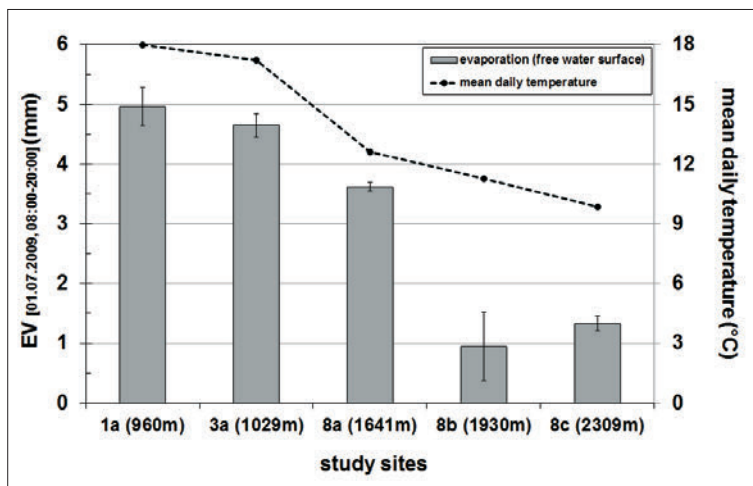 6
5
4
3
2
1
0
EV [01.07.2009, 08:00-20:00] (mm)
evaporation (free water surface)
mean daily temperature
18
15
12
9
6
3
0
mean daily temperature (°C)
1a (960m) 3a (1029m) 8a (1641m) 8b (1930m) 8c (2309m)
study sites